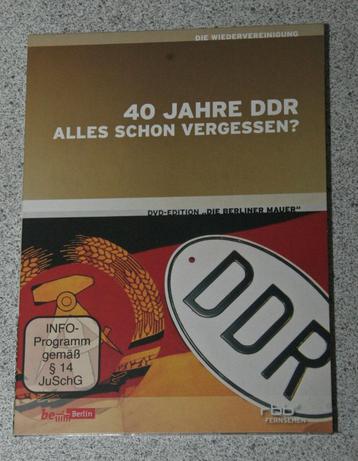 DIE WIEDERVEREINIGUNG
40 JAHRE DDR
ALLES SCHON VERGESSEN?
DVD-EDITION „DIE BERLINER MAUER“
DDR
INFO-
Programm
gemäß
§ 14
JuSchG
be Berlin
rbb
FERNSEHEN